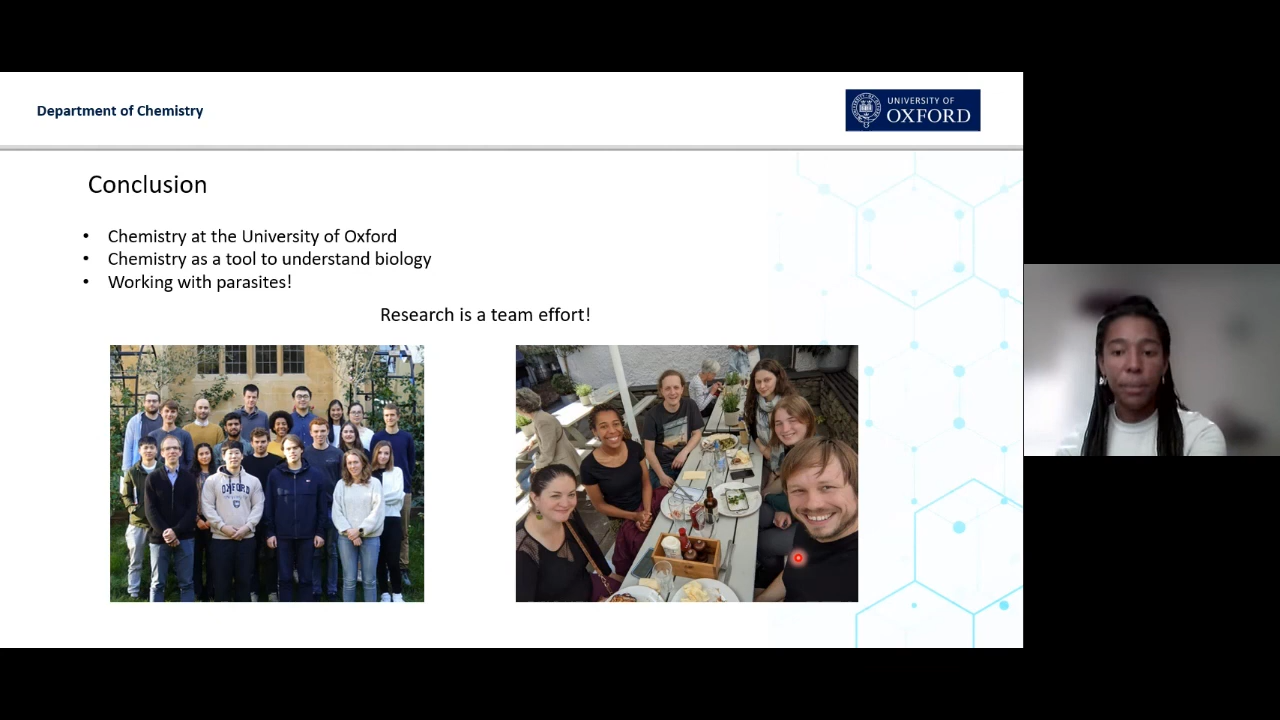 Department of Chemistry
UNIVERSITY OF
OXFORD
Conclusion
• Chemistry at the University of Oxford
• Chemistry as a tool to understand biology
• Working with parasites!
Research is a team effort!
OXFORD